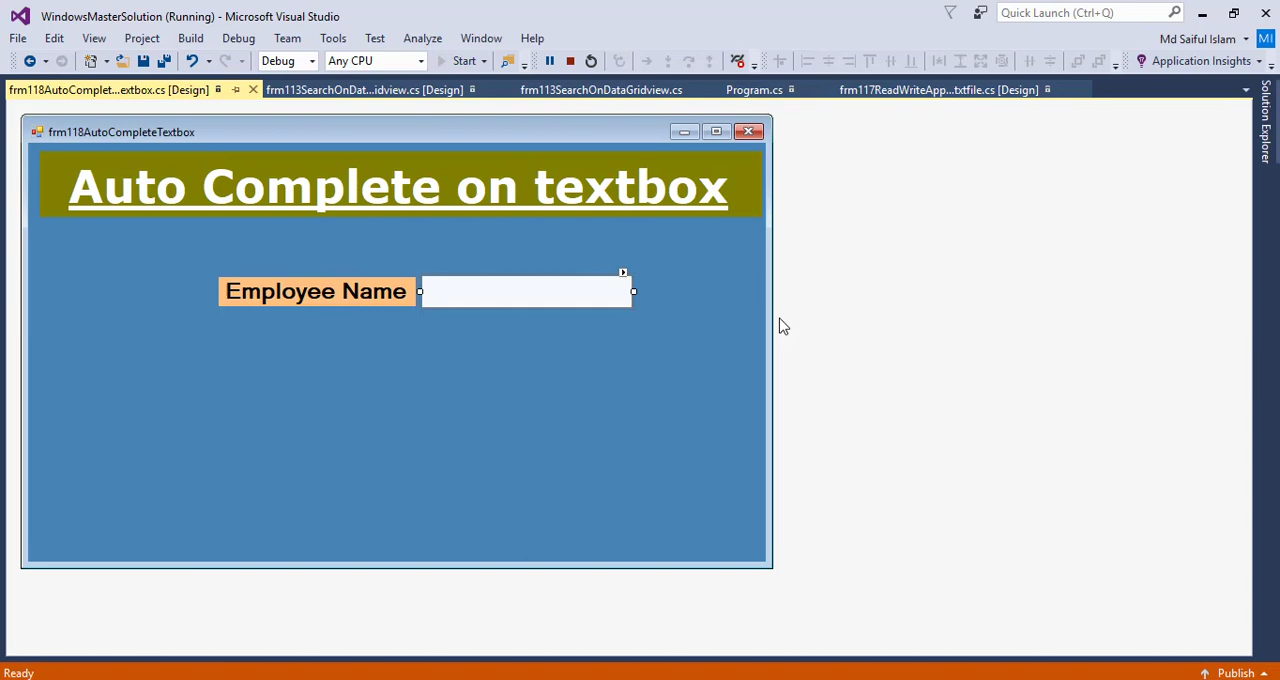 WindowsMasterSolution (Running) - Microsoft Visual Studio
Quick Launch (Ctrl+Q)
File Edit View Project Build Debug Team Tools Test Analyze Window Help
Md Saiful Islam
MI
Debug Any CPU Start Application Insights
frm118AutoComplet...extbox.cs [Design] frm113SearchOnDat...idview.cs [Design] frm113SearchOnDataGridview.cs Program.cs frm117ReadWriteApp...txtfile.cs [Design]
Solution Explorer
frm118AutoCompleteTextbox
Auto Complete on textbox
Employee Name
Ready
Publish